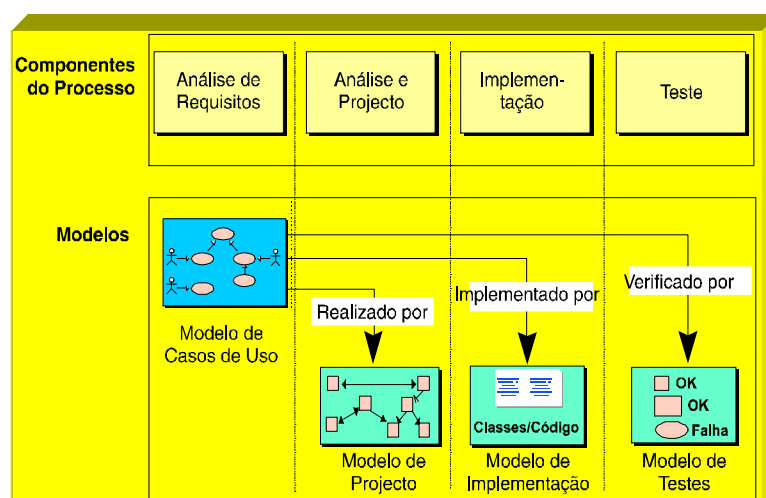 Componentes
do Processo
Análise de
Requisitos
Análise e
Projecto
Implemen-
tação
Teste
Modelos
Modelo de
Casos de Uso
Realizado por
Implementado por
Verificado por
Classes/Código
OK
OK
Falha
Modelo de
Projecto
Modelo de
Implementação
Modelo de
Testes